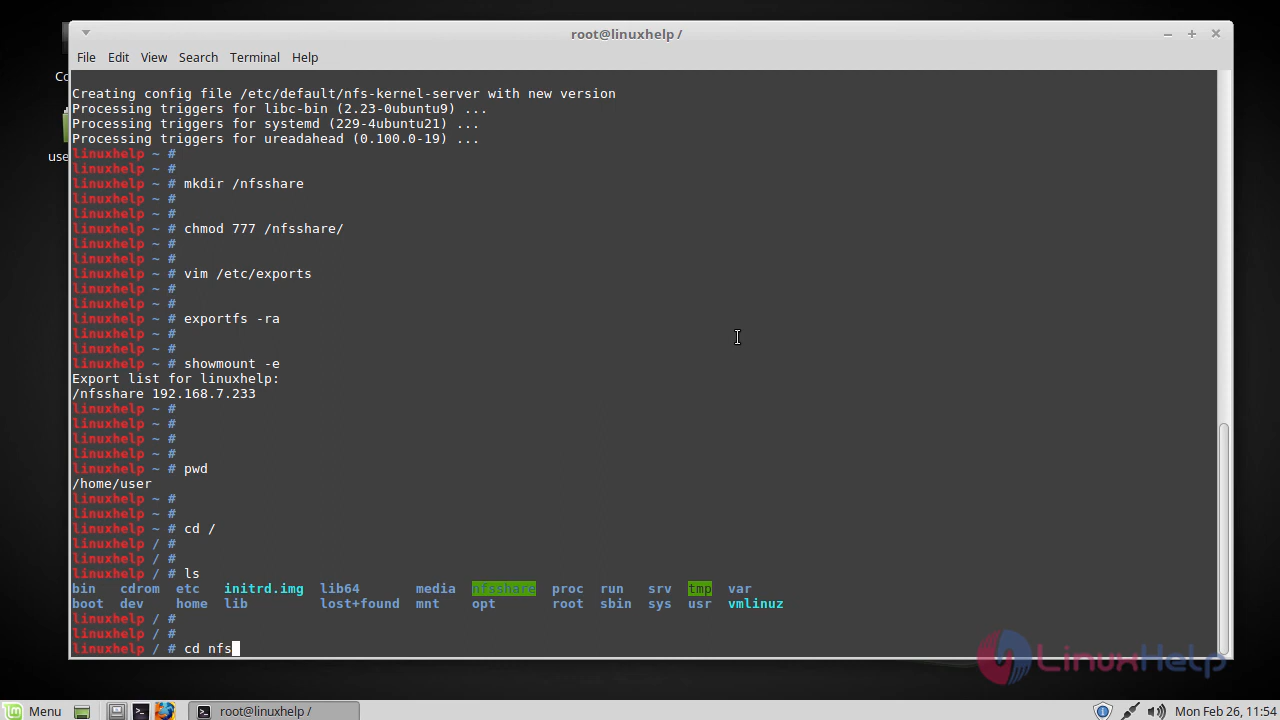 root@linuxhelp /
File Edit View Search Terminal Help
Creating config file /etc/default/nfs-kernel-server with new version
Processing triggers for libc-bin (2.23-0ubuntu9) ...
Processing triggers for systemd (229-4ubuntu21) ...
Processing triggers for ureadahead (0.100.0-19) ...
linuxhelp ~ #
linuxhelp ~ #
linuxhelp ~ # mkdir /nfsshare
linuxhelp ~ #
linuxhelp ~ #
linuxhelp ~ # chmod 777 /nfsshare/
linuxhelp ~ #
linuxhelp ~ #
linuxhelp ~ # vim /etc/exports
linuxhelp ~ #
linuxhelp ~ #
linuxhelp ~ # exportfs -ra
linuxhelp ~ #
linuxhelp ~ #
linuxhelp ~ # showmount -e
Export list for linuxhelp:
/nfsshare 192.168.7.233
linuxhelp ~ #
linuxhelp ~ #
linuxhelp ~ #
linuxhelp ~ #
linuxhelp ~ # pwd
/home/user
linuxhelp ~ #
linuxhelp ~ #
linuxhelp ~ # cd /
linuxhelp / #
linuxhelp / #
linuxhelp / # ls
bin cdrom etc initrd.img lib64 media nfsshare proc run srv tmp var
boot dev home lib lost+found mnt opt root sbin sys usr vmlinuz
linuxhelp / #
linuxhelp / #
linuxhelp / # cd nfs
LinuxHelp
Menu root@linuxhelp / Mon Feb 26, 11:54